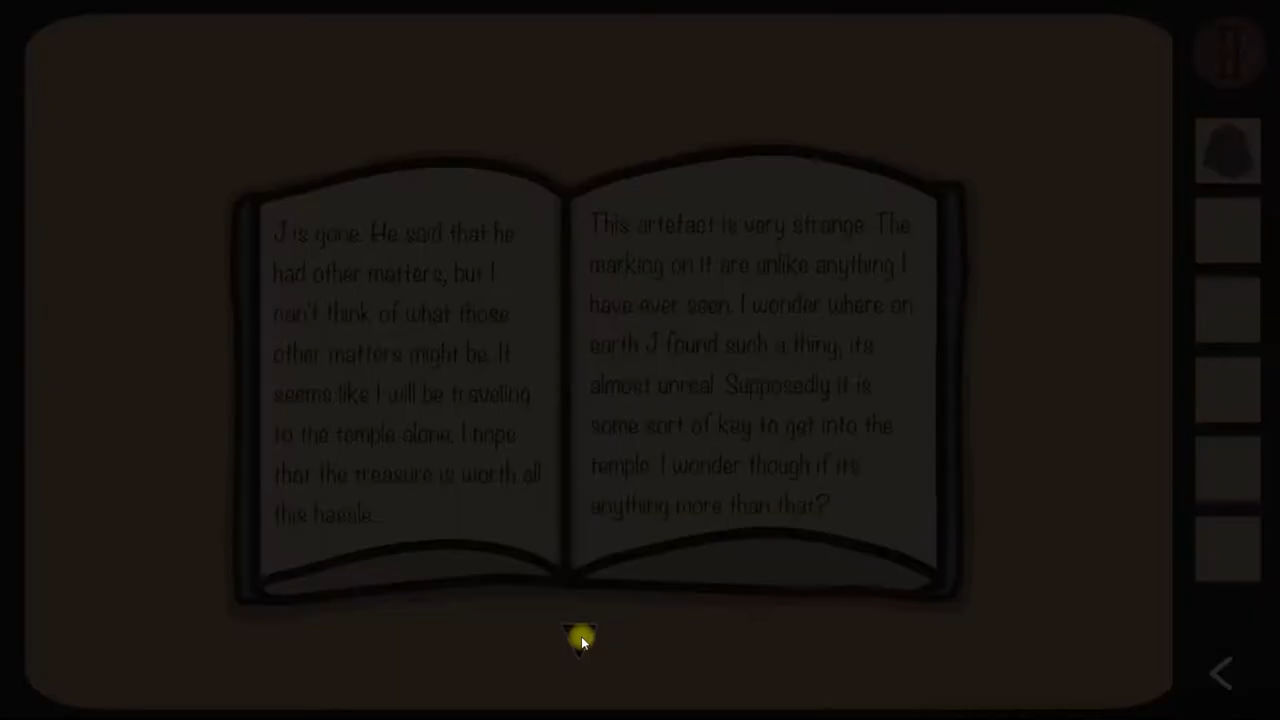 J is gone. He said that he
had other matters, but I
can't think of what those
other matters might be. It
seems like I will be traveling
to the temple alone. I hope
that the treasure is worth all
this hassle...
This artefact is very strange. The
marking on it are unlike anything I
have ever seen. I wonder where on
earth J found such a thing, its
almost unreal. Supposedly it is
some sort of key to get into the
temple. I wonder though if its
anything more than that?